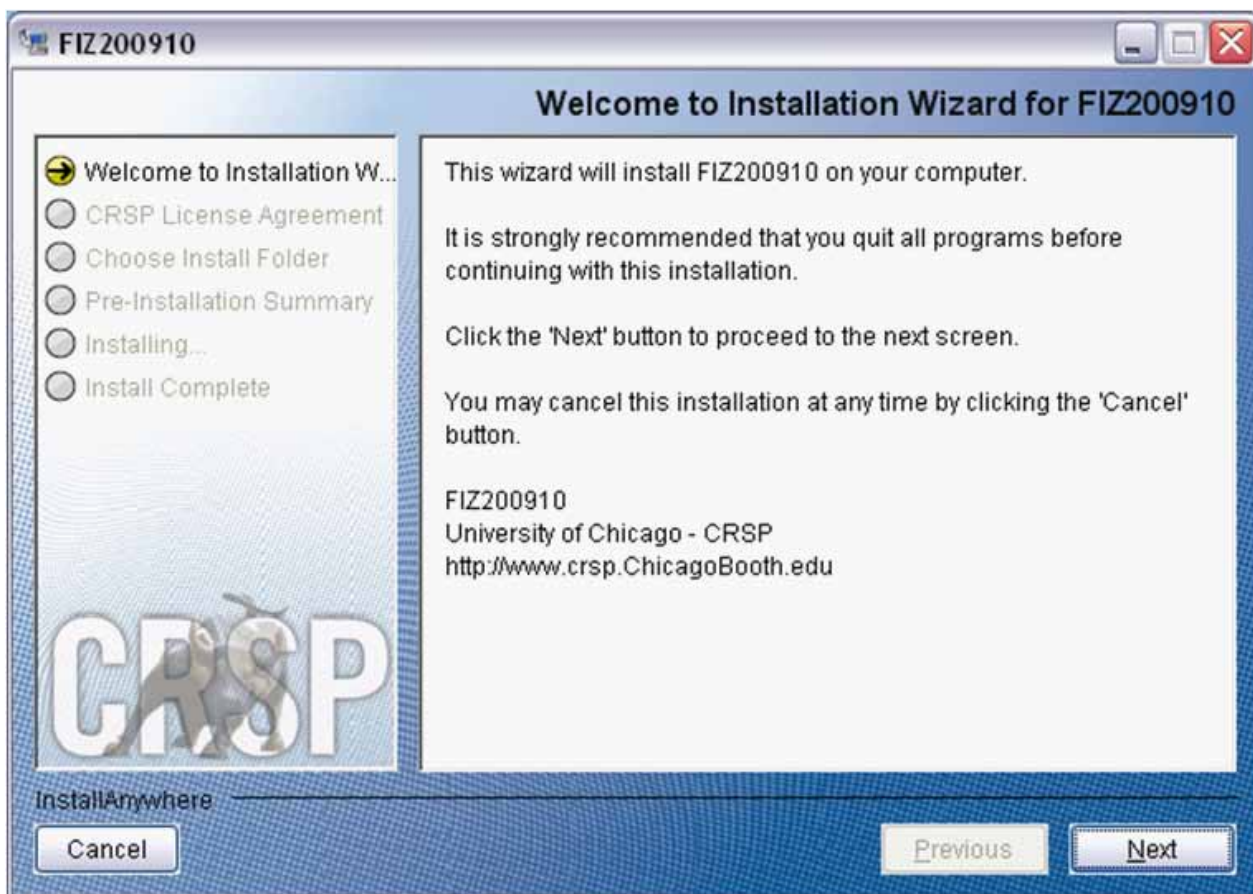 FIZ200910
Welcome to Installation Wizard for FIZ200910
Welcome to Installation W...
CRSP License Agreement
Choose Install Folder
Pre-Installation Summary
Installing...
Install Complete
CRSP
This wizard will install FIZ200910 on your computer.
It is strongly recommended that you quit all programs before
continuing with this installation.
Click the 'Next' button to proceed to the next screen.
You may cancel this installation at any time by clicking the 'Cancel'
button.
FIZ200910
University of Chicago - CRSP
http://www.crsp.ChicagoBooth.edu
InstallAnywhere
Cancel
Previous
Next